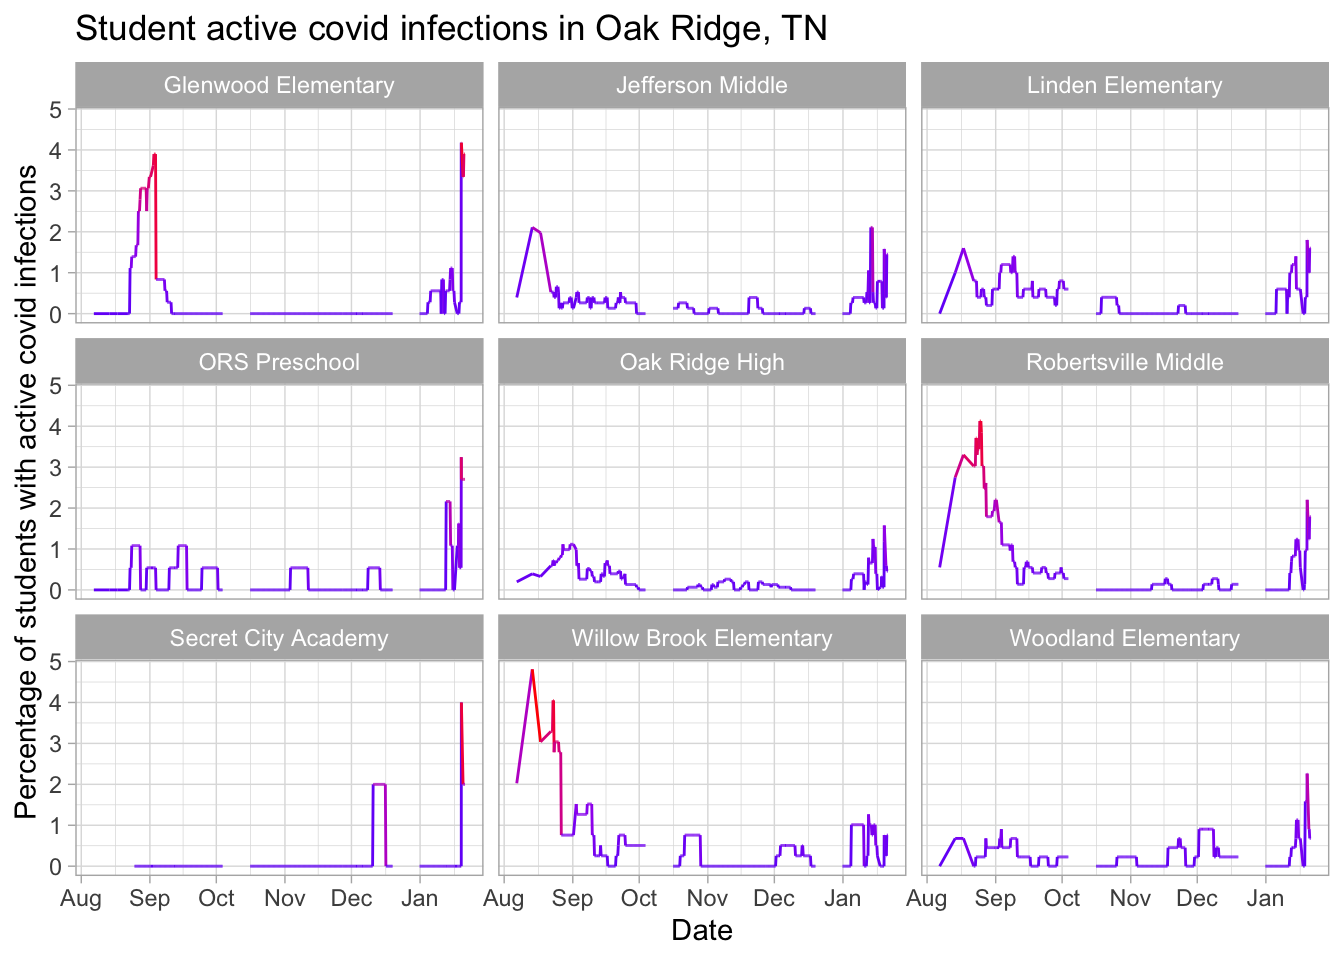 Student active covid infections in Oak Ridge, TN
Percentage of students with active covid infections
Glenwood Elementary
Jefferson Middle
Linden Elementary
5
4
3
2
1
0
ORS Preschool
Oak Ridge High
Robertsville Middle
5
4
3
2
1
0
Secret City Academy
Willow Brook Elementary
Woodland Elementary
5
4
3
2
1
0
Aug Sep Oct Nov Dec Jan
Aug Sep Oct Nov Dec Jan
Aug Sep Oct Nov Dec Jan
Date